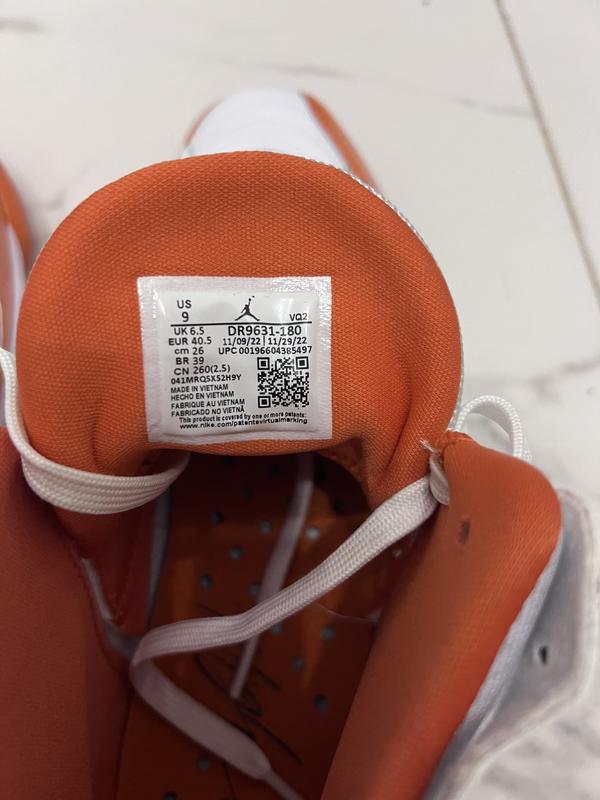 US
9 VQ2
UK 6.5 DR9631-180
EUR 40.5 11/09/22 | 11/29/22
cm 26 UPC 00196604385497
BR 39
CN 260(2.5)
041MRQ5X52H9Y
MADE IN VIETNAM
HECHO EN VIETNAM
FABRIQUE AU VIETNAM
FABRICADO NO VIETNÃ
This product is covered by one or more patents:
www.nike.com/patentsvirtualmarking